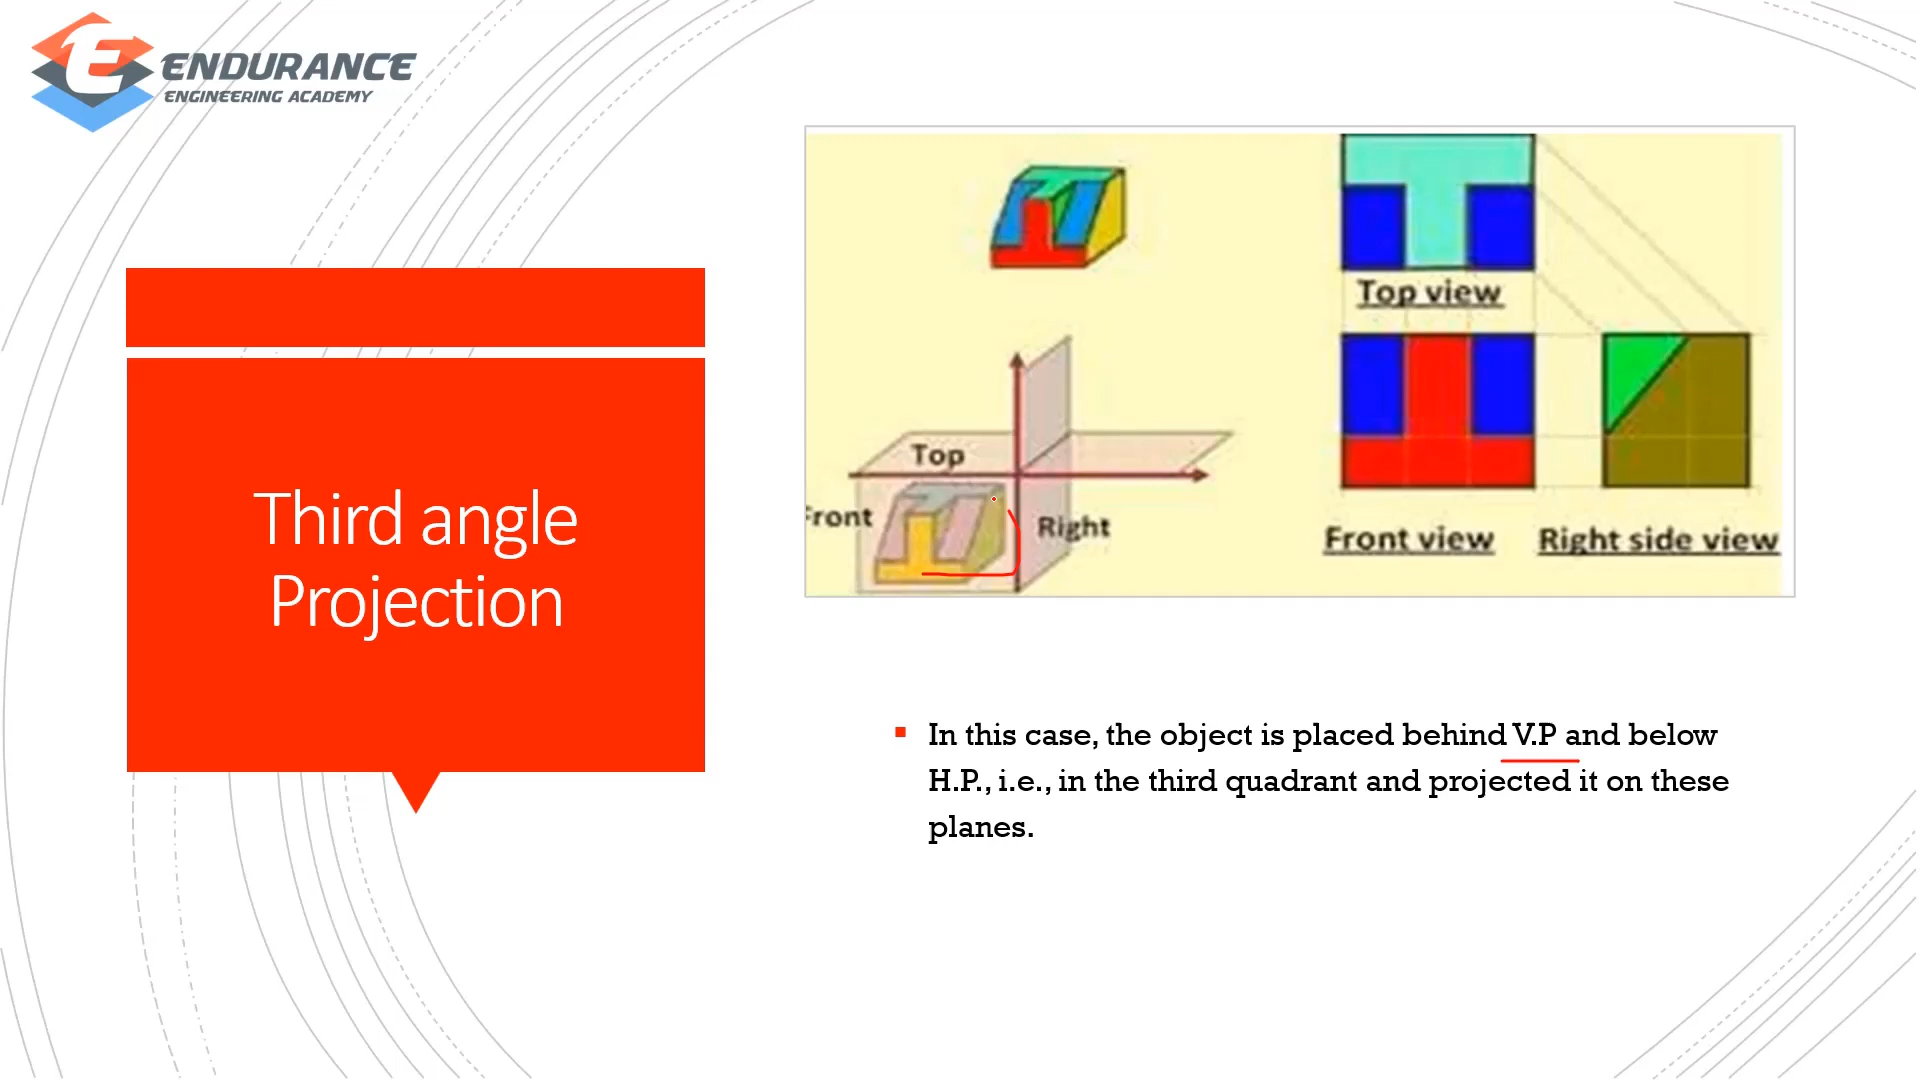 ENDURANCE
ENGINEERING ACADEMY
Third angle
Projection
Top
Front
Right
Top view
Front view
Right side view
In this case, the object is placed behind V.P and below
H.P., i.e., in the third quadrant and projected it on these
planes.